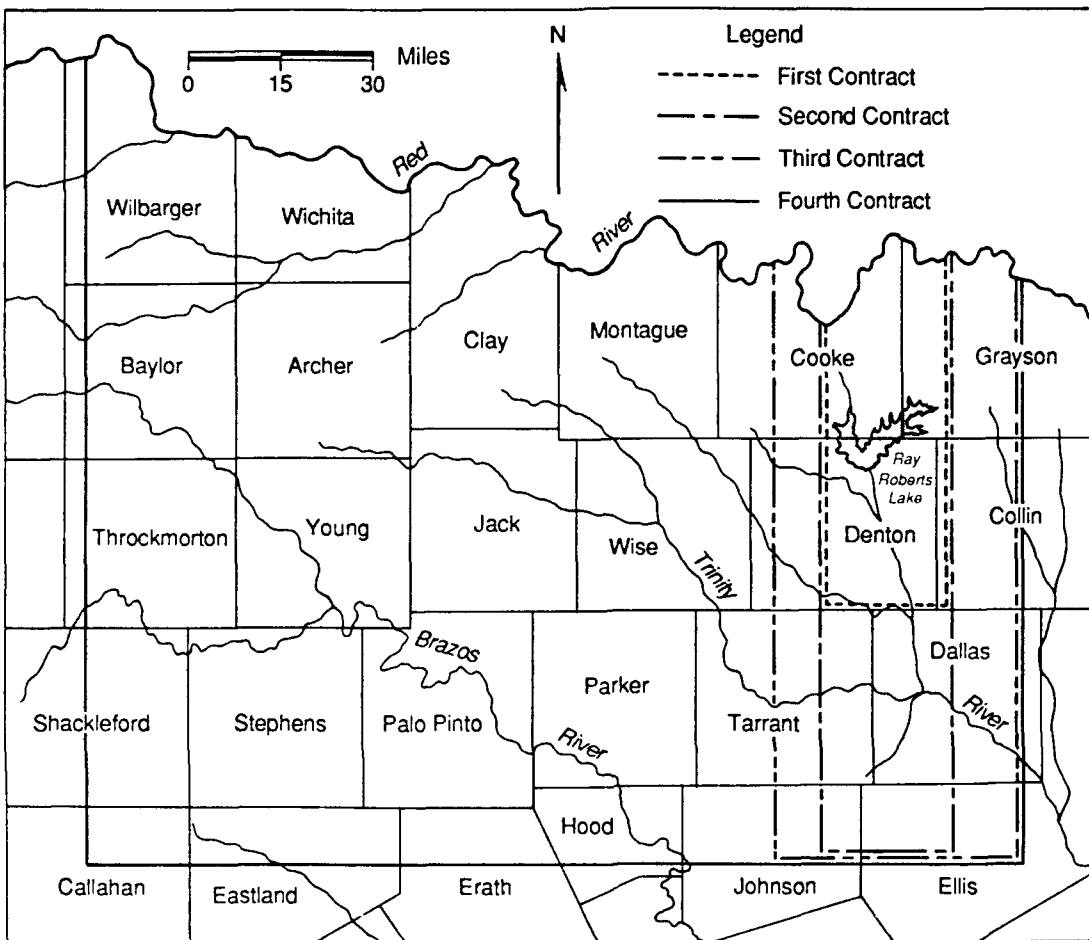 N
Miles
0 15 30
Legend
First Contract
Second Contract
Third Contract
Fourth Contract
Red
River
Wilbarger
Wichita
Baylor
Archer
Clay
Montague
Cooke
Grayson
Throckmorton
Young
Jack
Wise
Trinity
Ray
Roberts
Lake
Denton
Collin
Shackleford
Stephens
Palo Pinto
Brazos
River
Parker
Tarrant
Dallas
River
Hood
Callahan
Eastland
Erath
Johnson
Ellis